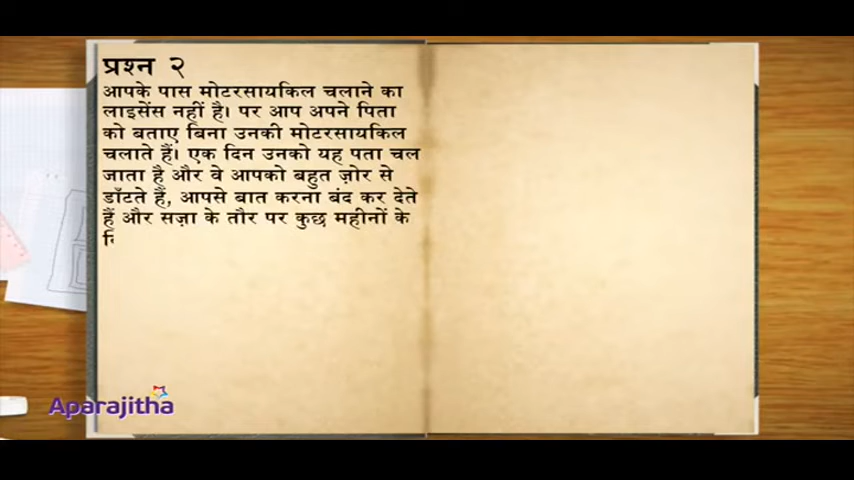 प्रश्न २
आपके पास मोटरसायकिल चलाने का
लाइसेंस नहीं है। पर आप अपने पिता
को बताए बिना उनकी मोटरसायकिल
चलाते हैं। एक दिन उनको यह पता चल
जाता है और वे आपको बहुत ज़ोर से
डाँटते है, आपसे बात करना बंद कर देते
हैं और सज़ा के तौर पर कुछ महीनों के
Aparajitha